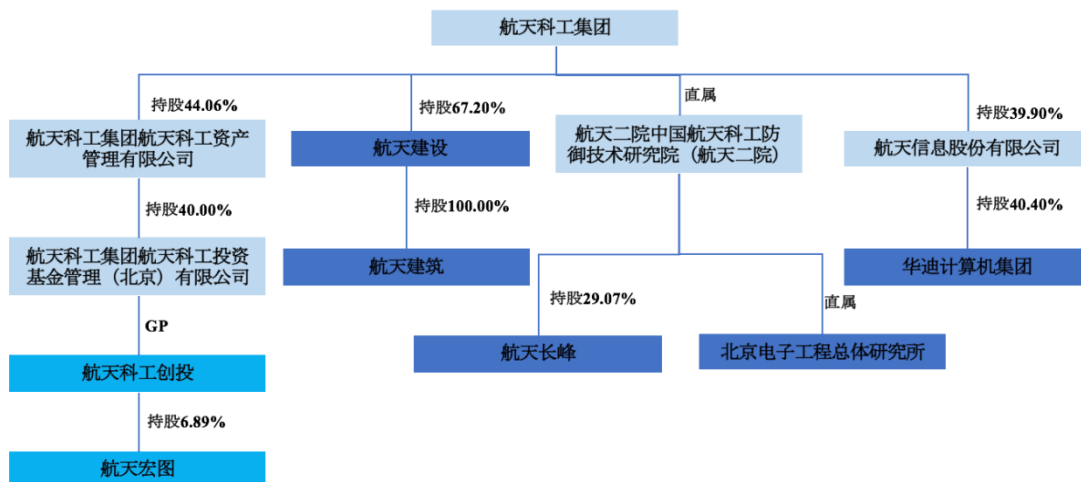 航天科工集团
持股44.06%
持股67.20%
直属
持股39.90%
航天科工集团航天科工资产
管理有限公司
航天建设
航天二院中国航天科工防
御技术研究院（航天二院）
航天信息股份有限公司
持股40.00%
持股100.00%
持股40.40%
航天科工集团航天科工投资
基金管理（北京）有限公司
航天建筑
华迪计算机集团
GP
持股29.07%
直属
航天科工创投
航天长峰
北京电子工程总体研究所
持股6.89%
航天宏图